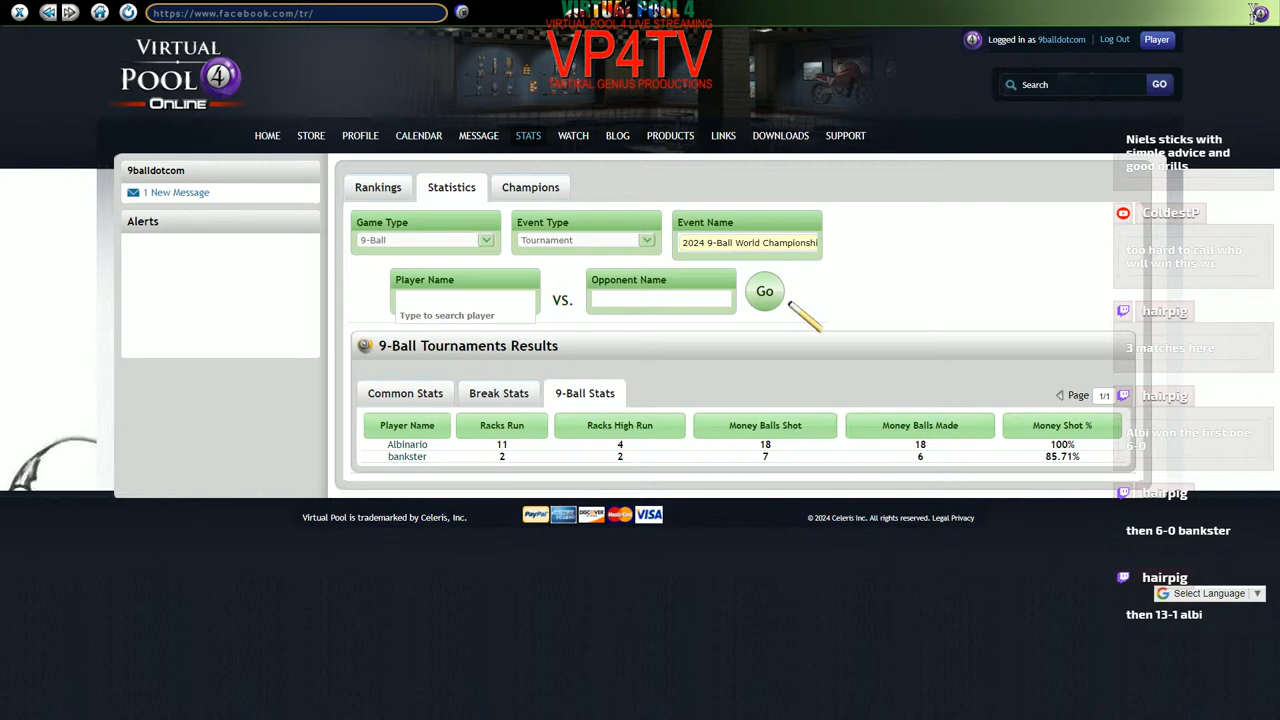 https://www.facebook.com/tr/
VIRTUAL POOL 4
VIRTUAL POOL 4 LIVE STREAMING
VP4TV
VIRTUAL
POOL 4
ONLINE
Logged in as 9balldotcom
Log Out
Player
Search
GO
HOME STORE PROFILE CALENDAR MESSAGE STATS WATCH BLOG PRODUCTS LINKS DOWNLOADS SUPPORT
9balldotcom
1 New Message
Alerts
Rankings Statistics Champions
Game Type Event Type Event Name
9-Ball Tournament 2024 9-Ball World Championshi
Player Name VS. Opponent Name Go
Type to search player
9-Ball Tournaments Results
Common Stats Break Stats 9-Ball Stats Page 1/1
Player Name Racks Run Racks High Run Money Balls Shot Money Balls Made Money Shot %
Albinario 11 4 18 18 100%
bankster 2 2 7 6 85.71%
Virtual Pool is trademarked by Celeris, Inc.
PayPal DISCOVER MasterCard VISA
© 2024 Celeris Inc. All rights reserved. Legal Privacy
Niels sticks with
simple advice and
good drills
ColdestP
too hard to call who
will win this wc
hairpig
3 matches here
hairpig
Albi won the first one
6-0
hairpig
then 6-0 bankster
hairpig
Select Language
then 13-1 albi